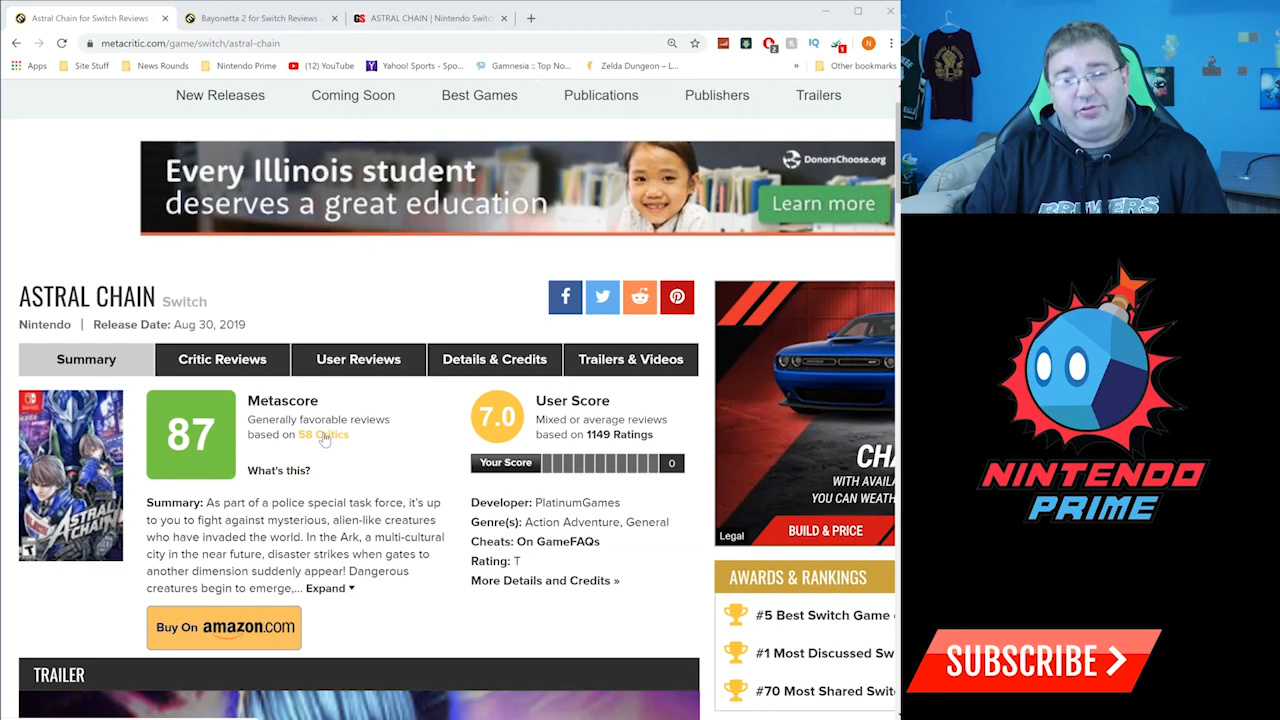 Astral Chain for Switch Reviews -
Bayonetta 2 for Switch Reviews -
ASTRAL CHAIN | Nintendo Switc
metacritic.com/game/switch/astral-chain
Apps
Site Stuff
News Rounds
Nintendo Prime
(12) YouTube
Yahoo! Sports - Spo...
Gamnesia :: Top No...
Zelda Dungeon – L...
Other bookmarks
New Releases
Coming Soon
Best Games
Publications
Publishers
Trailers
Every Illinois student
deserves a great education
DonorsChoose.org
Learn more
ASTRAL CHAIN Switch
Nintendo | Release Date: Aug 30, 2019
Summary
Critic Reviews
User Reviews
Details & Credits
Trailers & Videos
87
Metascore
Generally favorable reviews
based on 58 Critics
What's this?
7.0
User Score
Mixed or average reviews
based on 1149 Ratings
Your Score
0
ASTRAL CHAIN
Summary: As part of a police special task force, it's up
to you to fight against mysterious, alien-like creatures
who have invaded the world. In the Ark, a multi-cultural
city in the near future, disaster strikes when gates to
another dimension suddenly appear! Dangerous
creatures begin to emerge,... Expand
Buy On amazon.com
Developer: PlatinumGames
Genre(s): Action Adventure, General
Cheats: On GameFAQs
Rating: T
More Details and Credits »
CHA
WITH AVAILA
YOU CAN WEATH
Legal
BUILD & PRICE
AWARDS & RANKINGS
#5 Best Switch Game
#1 Most Discussed Sw
#70 Most Shared Swit
TRAILER
BREWERS
NINTENDO
PRIME
SUBSCRIBE